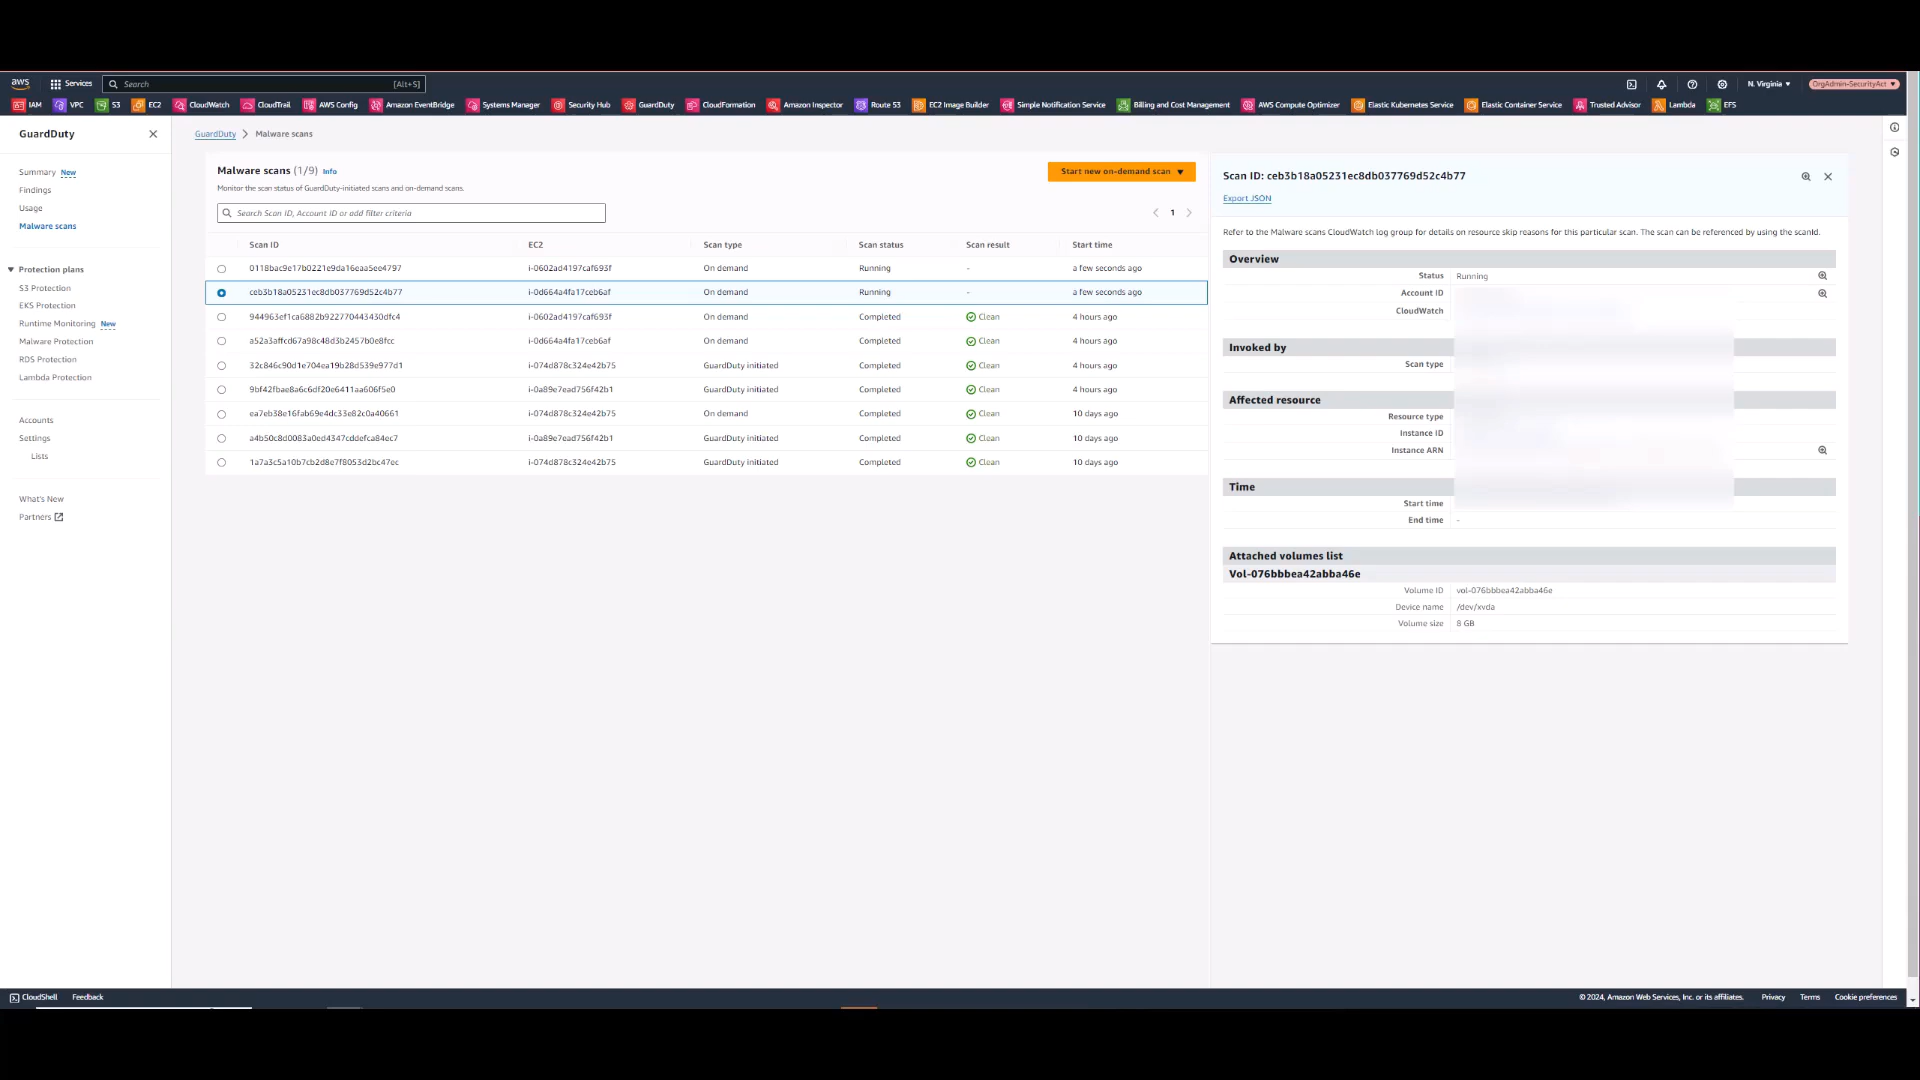 aws Services Search [Alt+S] N. Virginia OrgAdmin-SecurityAct
IAM VPC S3 EC2 CloudWatch CloudTrail AWS Config Amazon EventBridge Systems Manager Security Hub GuardDuty CloudFormation Amazon Inspector Route 53 EC2 Image Builder Simple Notification Service Billing and Cost Management AWS Compute Optimizer Elastic Kubernetes Service Elastic Container Service Trusted Advisor Lambda EFS
GuardDuty
Summary New
Findings
Usage
Malware scans
Protection plans
S3 Protection
EKS Protection
Runtime Monitoring New
Malware Protection
RDS Protection
Lambda Protection
Accounts
Settings
Lists
What's New
Partners
GuardDuty > Malware scans
Malware scans (1/9) Info
Start new on-demand scan
Monitor the scan status of GuardDuty-initiated scans and on-demand scans.
Search Scan ID, Account ID or add filter criteria
1
Scan ID EC2 Scan type Scan status Scan result Start time
0118bac9e17b0221e9da16eaa5ee4797 i-0602ad4197caf693f On demand Running - a few seconds ago
ceb3b18a05231ec8db037769d52c4b77 i-0d664a4fa17ceb6af On demand Running - a few seconds ago
944963ef1ca6882b922770443430dfc4 i-0602ad4197caf693f On demand Completed Clean 4 hours ago
a52a3affcd67a98c48d3b2457b0e8fcc i-0d664a4fa17ceb6af On demand Completed Clean 4 hours ago
32c846c90d1e704ea19b28d539e977d1 i-074d878c324e42b75 GuardDuty initiated Completed Clean 4 hours ago
9bf42fbae8a6c6df20e6411aa606f5e0 i-0a89e7ead756f42b1 GuardDuty initiated Completed Clean 4 hours ago
ea7eb38e16fab69e4dc33e82c0a40661 i-074d878c324e42b75 On demand Completed Clean 10 days ago
a4b50c8d0083a0ed4347cddefca84ec7 i-0a89e7ead756f42b1 GuardDuty initiated Completed Clean 10 days ago
1a7a3c5a10b7cb2d8e7f8053d2bc47ec i-074d878c324e42b75 GuardDuty initiated Completed Clean 10 days ago
Scan ID: ceb3b18a05231ec8db037769d52c4b77
Export JSON
Refer to the Malware scans CloudWatch log group for details on resource skip reasons for this particular scan. The scan can be referenced by using the scanId.
Overview
Status Running
Account ID
CloudWatch
Invoked by
Scan type
Affected resource
Resource type
Instance ID
Instance ARN
Time
Start time
End time -
Attached volumes list
Vol-076bbbea42abba46e
Volume ID vol-076bbbea42abba46e
Device name /dev/xvda
Volume size 8 GB
CloudShell Feedback © 2024, Amazon Web Services, Inc. or its affiliates. Privacy Terms Cookie preferences